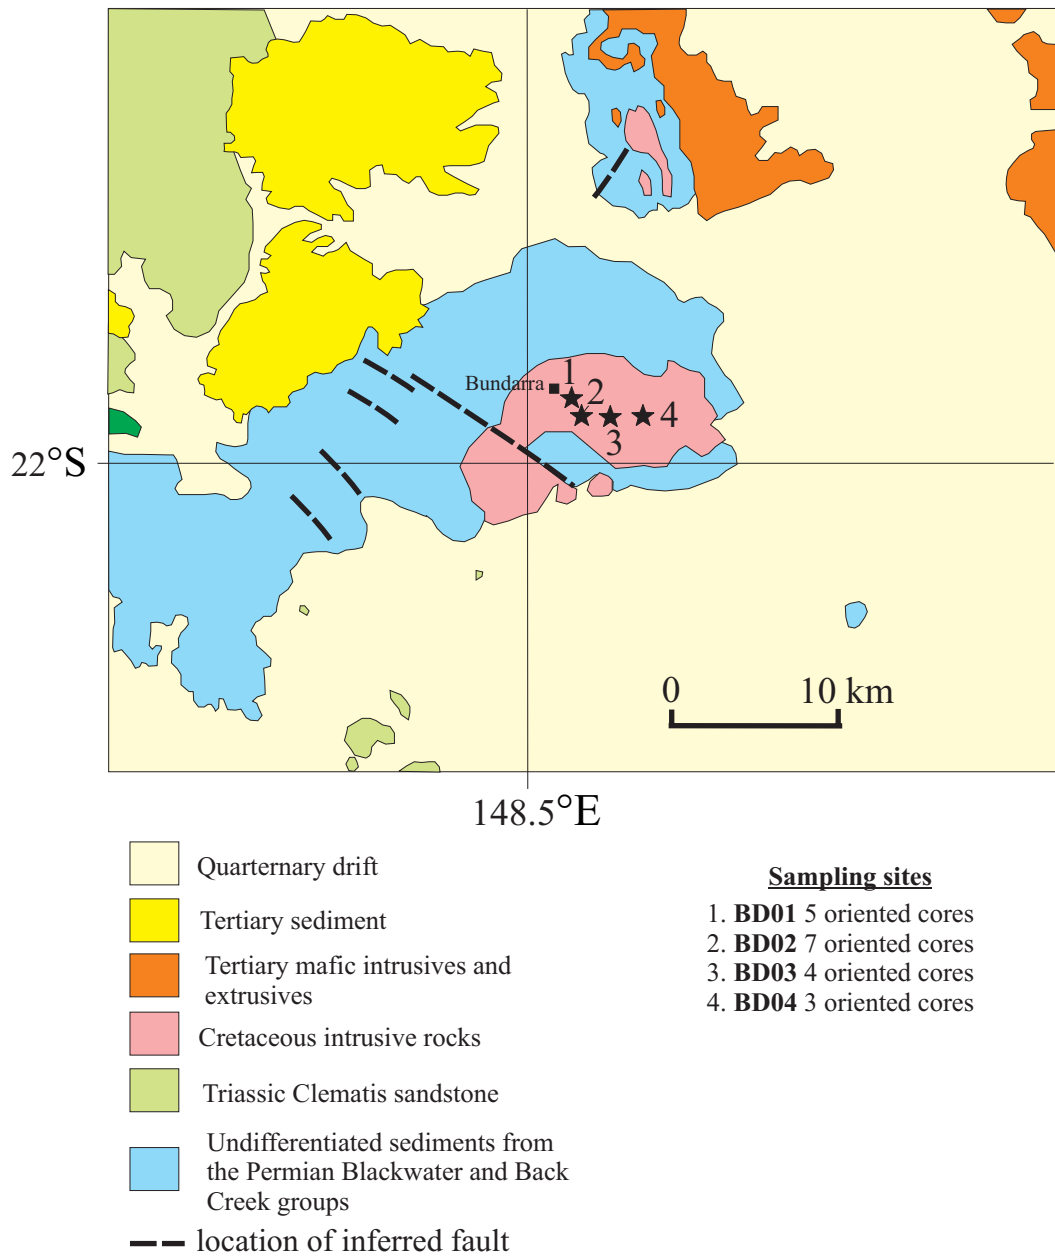 Bundarra
1
2
3
4
22°S
0 10 km
148.5°E
Quarternary drift
Tertiary sediment
Tertiary mafic intrusives and
extrusives
Cretaceous intrusive rocks
Triassic Clematis sandstone
Undifferentiated sediments from
the Permian Blackwater and Back
Creek groups
location of inferred fault
Sampling sites
1. BD01 5 oriented cores
2. BD02 7 oriented cores
3. BD03 4 oriented cores
4. BD04 3 oriented cores